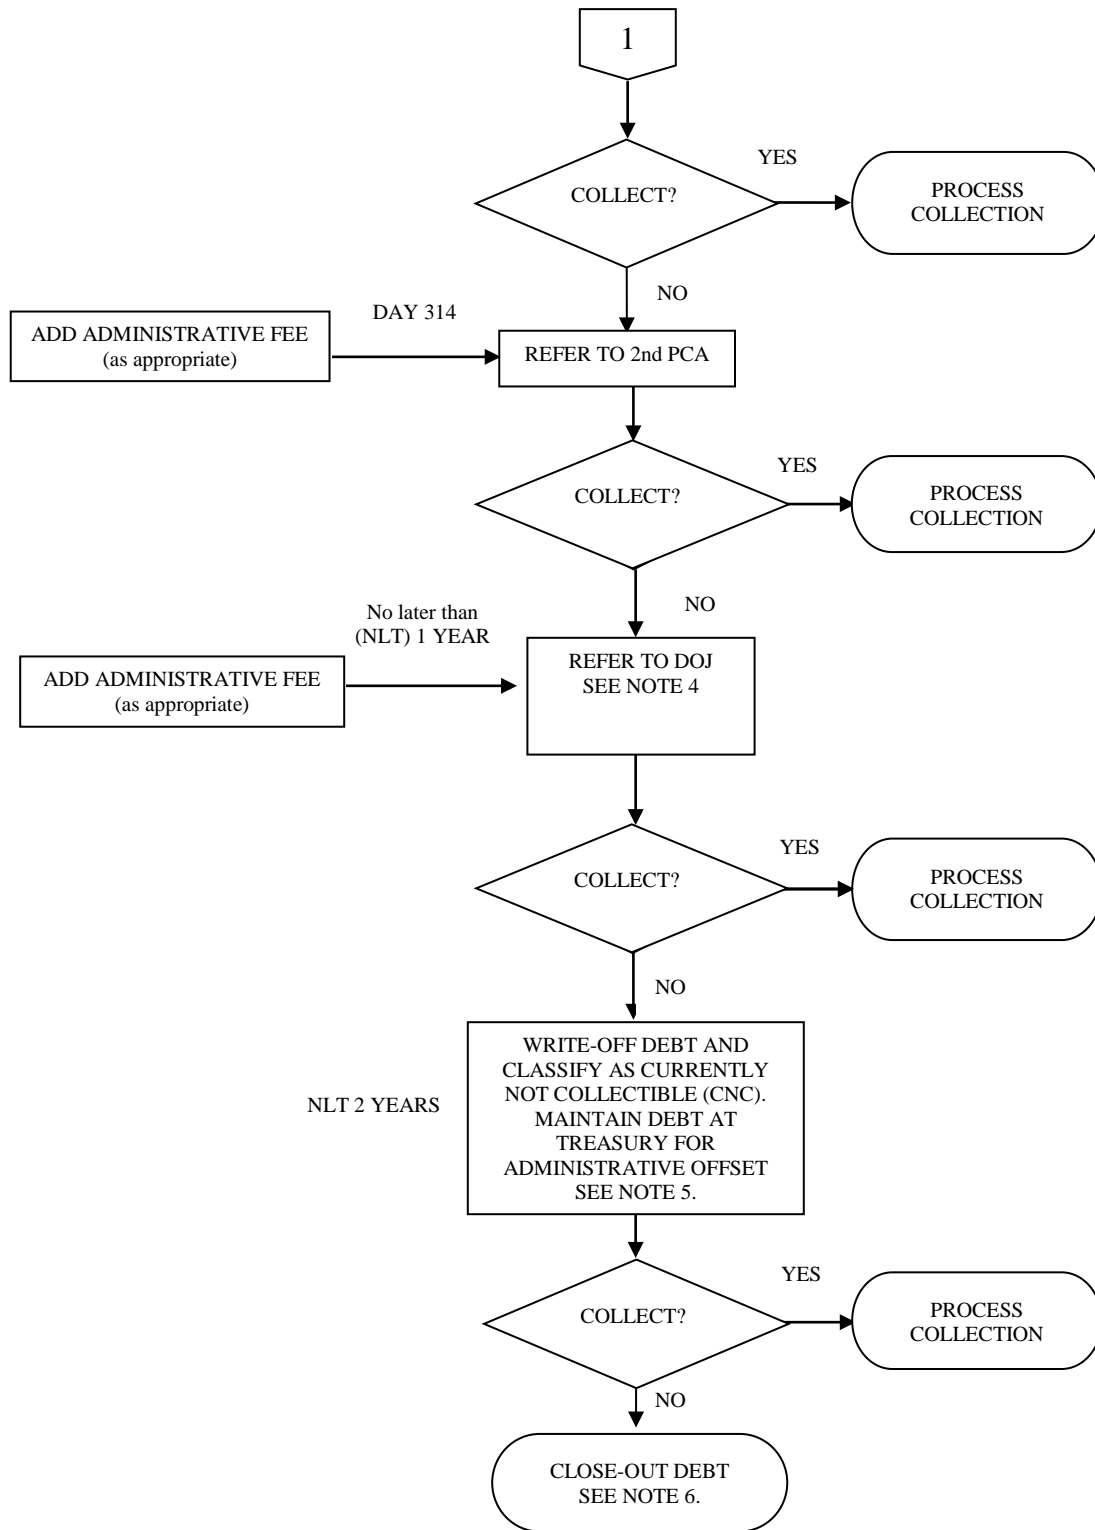 1
COLLECT?
YES
PROCESS
COLLECTION
NO
DAY 314
ADD ADMINISTRATIVE FEE
(as appropriate)
REFER TO 2nd PCA
COLLECT?
YES
PROCESS
COLLECTION
NO
No later than
(NLT) 1 YEAR
ADD ADMINISTRATIVE FEE
(as appropriate)
REFER TO DOJ
SEE NOTE 4
COLLECT?
YES
PROCESS
COLLECTION
NO
NLT 2 YEARS
WRITE-OFF DEBT AND
CLASSIFY AS CURRENTLY
NOT COLLECTIBLE (CNC).
MAINTAIN DEBT AT
TREASURY FOR
ADMINISTRATIVE OFFSET
SEE NOTE 5.
COLLECT?
YES
PROCESS
COLLECTION
NO
CLOSE-OUT DEBT
SEE NOTE 6.